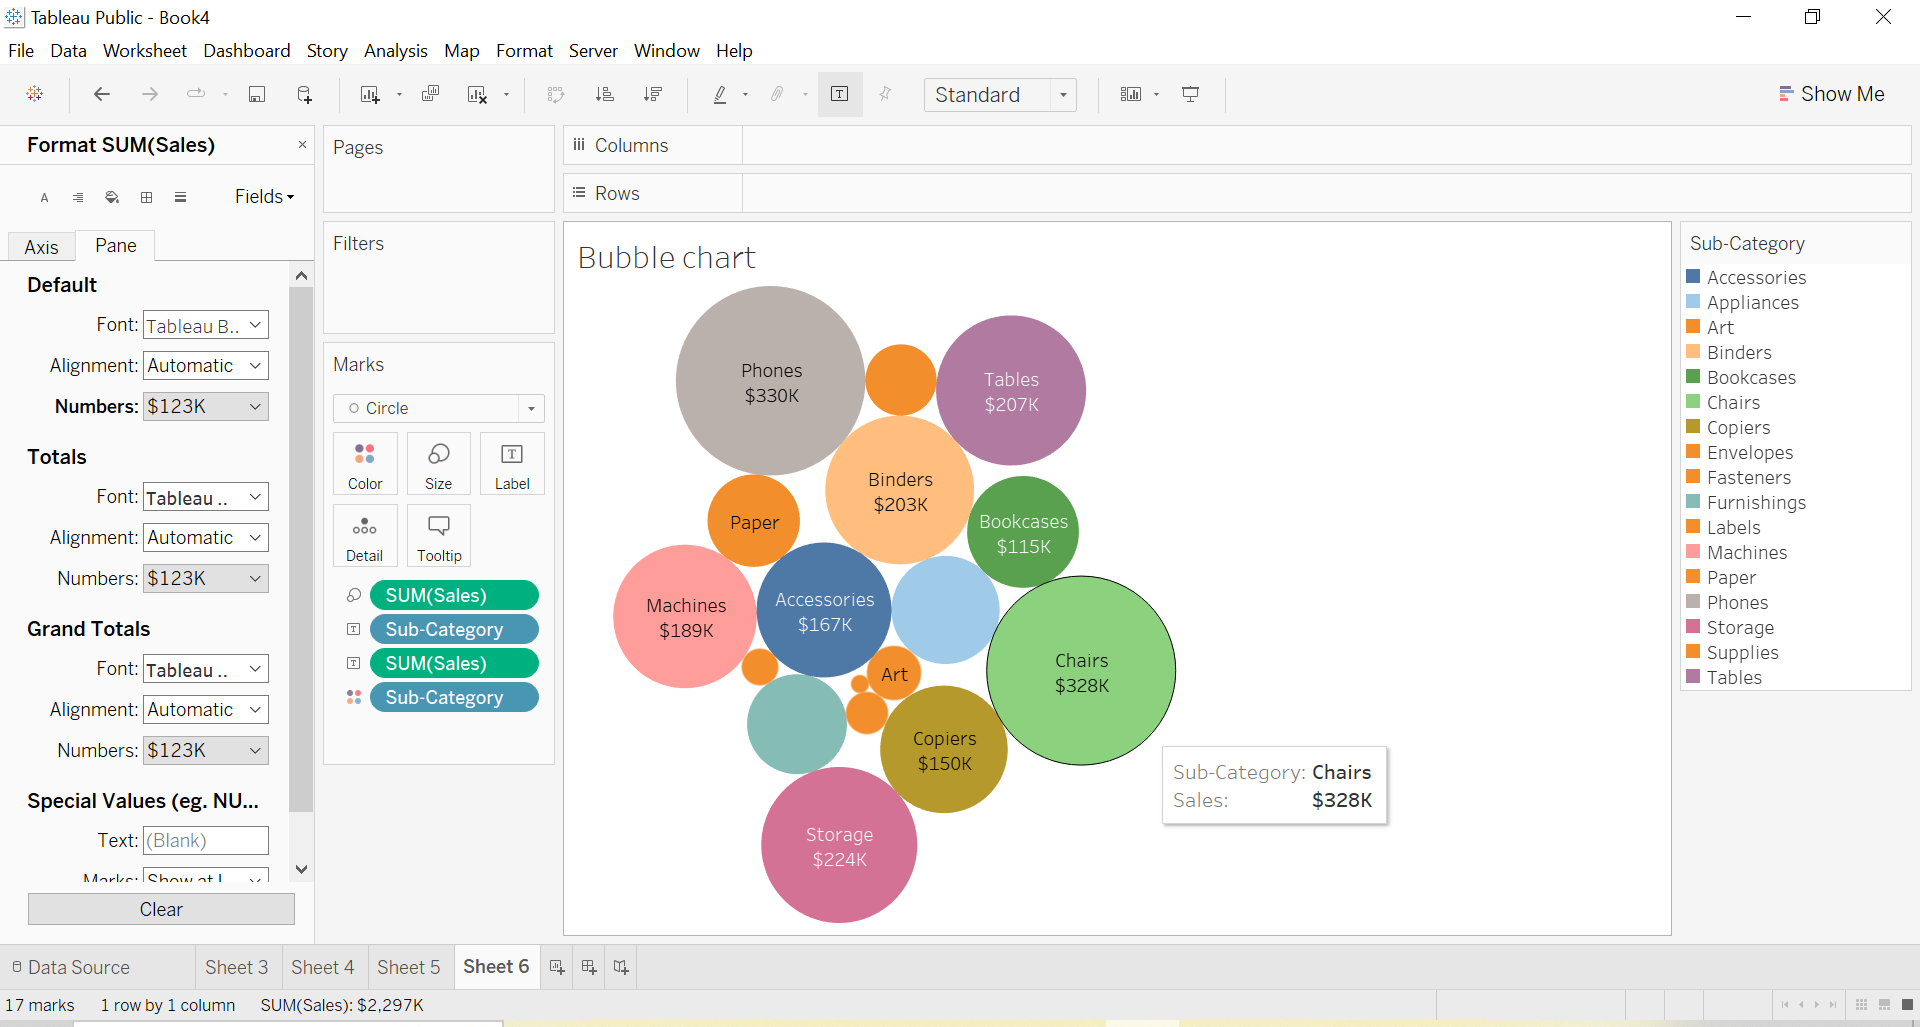 Tableau Public - Book4
File Data Worksheet Dashboard Story Analysis Map Format Server Window Help
Standard
Show Me
Format SUM(Sales)
Fields
Axis
Pane
Default
Font: Tableau B..
Alignment: Automatic
Numbers: $123K
Totals
Font: Tableau ..
Alignment: Automatic
Numbers: $123K
Grand Totals
Font: Tableau ..
Alignment: Automatic
Numbers: $123K
Special Values (eg. NU...
Text: (Blank)
Marks: Show at
Clear
Pages
Filters
Marks
Circle
Color
Size
Label
Detail
Tooltip
SUM(Sales)
Sub-Category
SUM(Sales)
Sub-Category
Columns
Rows
Bubble chart
Phones
$330K
Tables
$207K
Binders
$203K
Paper
Bookcases
$115K
Machines
$189K
Accessories
$167K
Art
Chairs
$328K
Copiers
$150K
Storage
$224K
Sub-Category: Chairs
Sales: $328K
Sub-Category
Accessories
Appliances
Art
Binders
Bookcases
Chairs
Copiers
Envelopes
Fasteners
Furnishings
Labels
Machines
Paper
Phones
Storage
Supplies
Tables
Data Source
Sheet 3
Sheet 4
Sheet 5
Sheet 6
17 marks 1 row by 1 column SUM(Sales): $2,297K